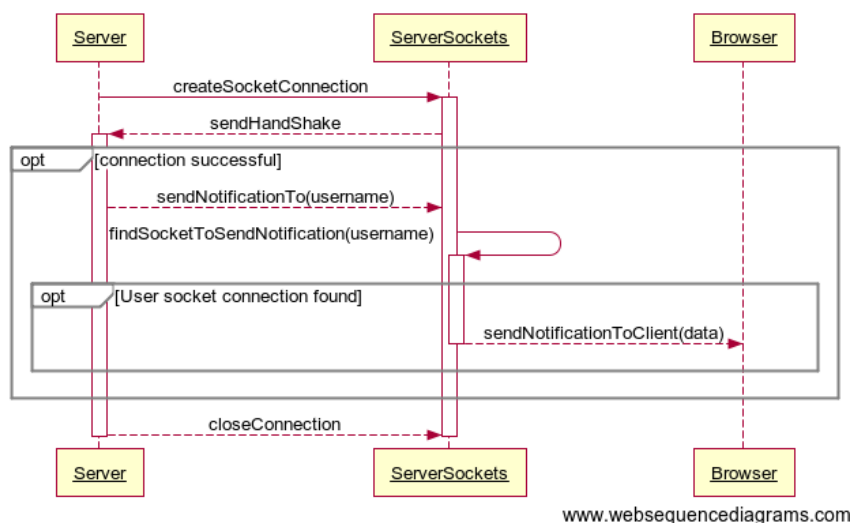 Server
ServerSockets
Browser
createSocketConnection
sendHandShake
opt
[connection successful]
sendNotificationTo(username)
findSocketToSendNotification(username)
opt
[User socket connection found]
sendNotificationToClient(data)
closeConnection
Server
ServerSockets
Browser
www.websequencediagrams.com